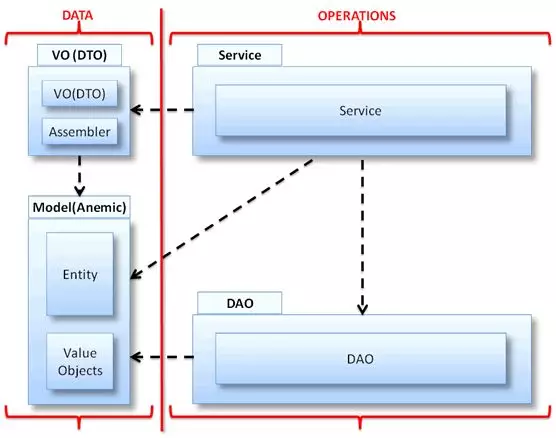 DATA
OPERATIONS
VO (DTO)
VO(DTO)
Assembler
Service
Service
Model(Anemic)
Entity
Value
Objects
DAO
DAO